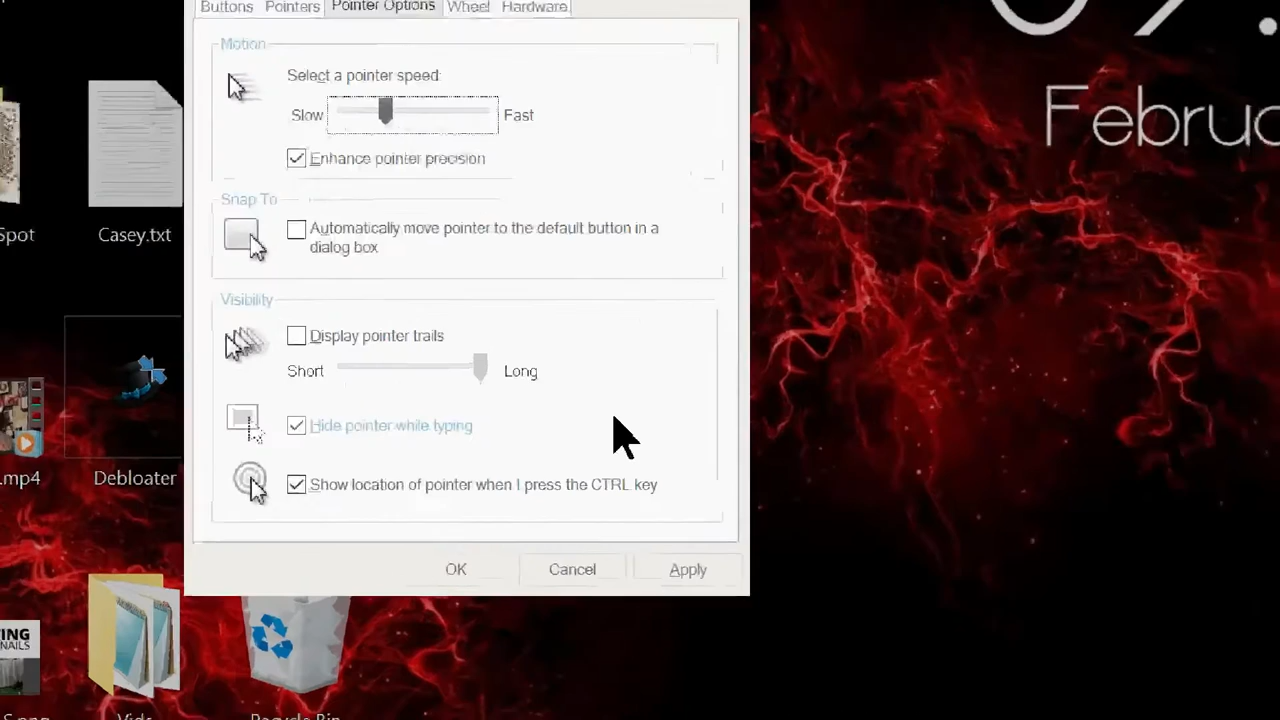 Buttons Pointers Pointer Options Wheel Hardware
Motion
Select a pointer speed:
Slow Fast
Enhance pointer precision
Snap To
Automatically move pointer to the default button in a
dialog box
Visibility
Display pointer trails
Short Long
Hide pointer while typing
Show location of pointer when I press the CTRL key
OK Cancel Apply
Spot
Casey.txt
.mp4
Debloater
Vids
Recycle Bin
Februa